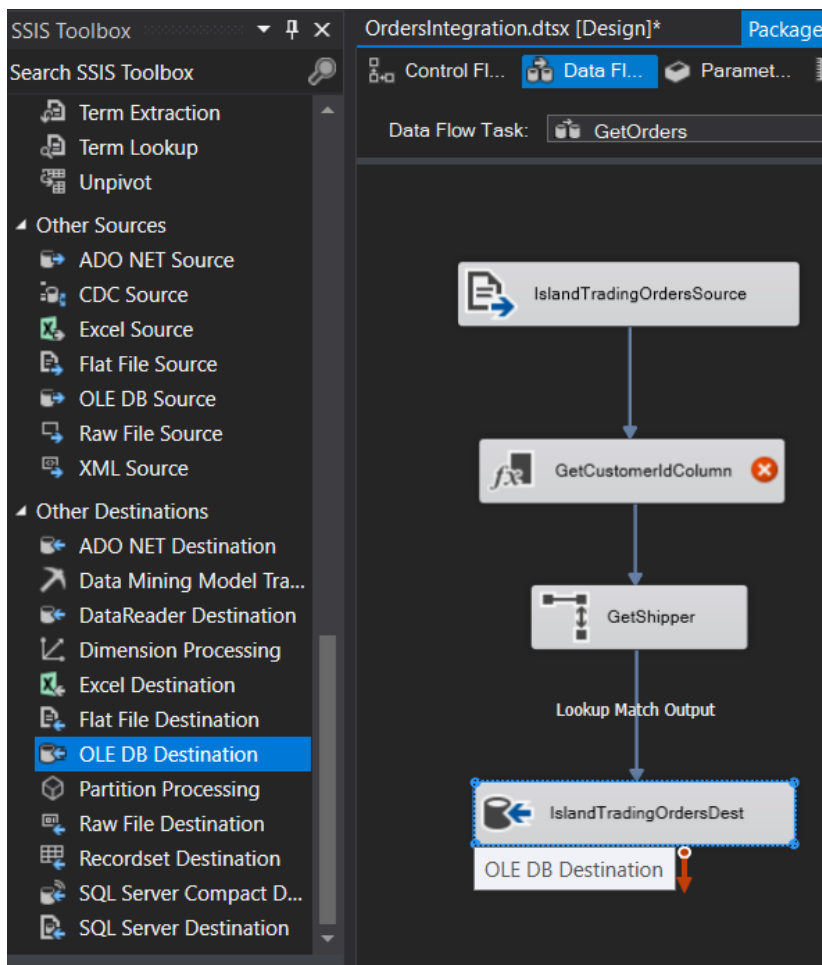 SSIS Toolbox
Search SSIS Toolbox
Term Extraction
Term Lookup
Unpivot
Other Sources
ADO NET Source
CDC Source
Excel Source
Flat File Source
OLE DB Source
Raw File Source
XML Source
Other Destinations
ADO NET Destination
Data Mining Model Tra...
DataReader Destination
Dimension Processing
Excel Destination
Flat File Destination
OLE DB Destination
Partition Processing
Raw File Destination
Recordset Destination
SQL Server Compact D...
SQL Server Destination
OrdersIntegration.dtsx [Design]* Package
Control Fl... Data Fl... Paramet...
Data Flow Task: GetOrders
IslandTradingOrdersSource
fx GetCustomerIdColumn
GetShipper
Lookup Match Output
IslandTradingOrdersDest
OLE DB Destination